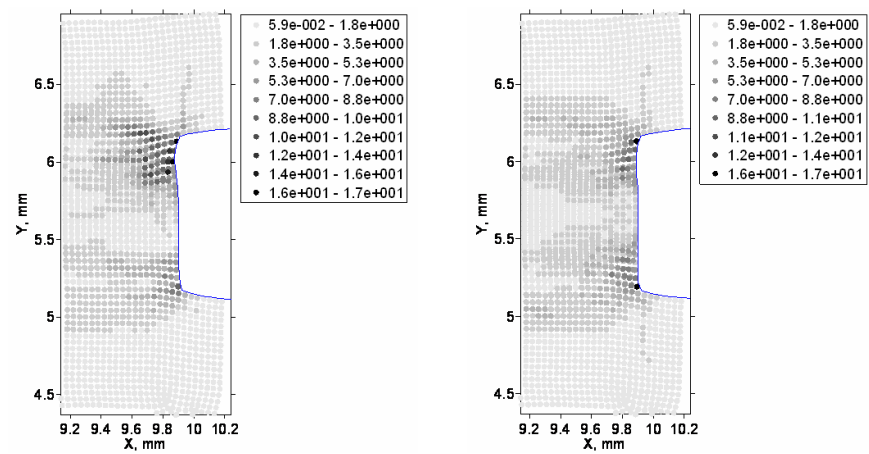 5.9e-002 - 1.8e+000
1.8e+000 - 3.5e+000
3.5e+000 - 5.3e+000
5.3e+000 - 7.0e+000
7.0e+000 - 8.8e+000
8.8e+000 - 1.0e+001
1.0e+001 - 1.2e+001
1.2e+001 - 1.4e+001
1.4e+001 - 1.6e+001
1.6e+001 - 1.7e+001
6.5
6
5.5
5
4.5
Y, mm
9.2 9.4 9.6 9.8 10 10.2
X, mm
5.9e-002 - 1.8e+000
1.8e+000 - 3.5e+000
3.5e+000 - 5.3e+000
5.3e+000 - 7.0e+000
7.0e+000 - 8.8e+000
8.8e+000 - 1.1e+001
1.1e+001 - 1.2e+001
1.2e+001 - 1.4e+001
1.6e+001 - 1.7e+001
6.5
6
5.5
5
4.5
Y, mm
9.2 9.4 9.6 9.8 10 10.2
X, mm